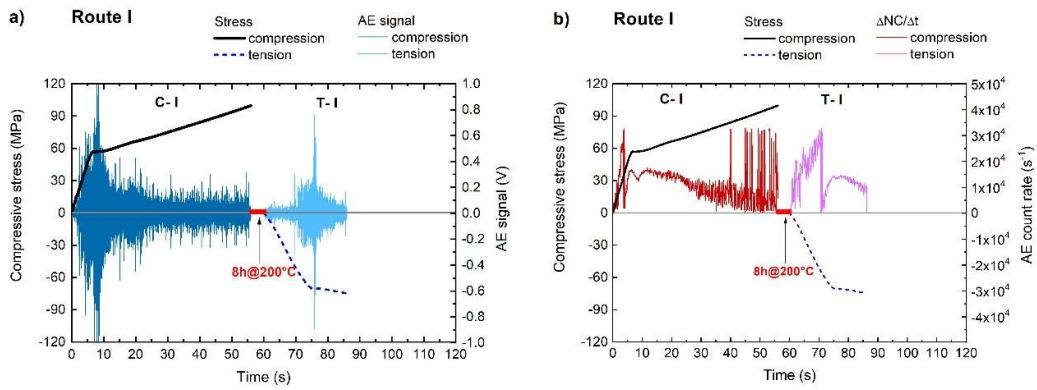 a) Route I
Stress AE signal
compression compression
tension tension
C- I T- I
Compressive stress (MPa)
120
90
60
30
0
-30
-60
-90
-120
1.0
0.8
0.6
0.4
0.2
0.0
-0.2
-0.4
-0.6
-0.8
-1.0
AE signal (V)
8h@200°C
0 10 20 30 40 50 60 70 80 90 100 110 120
Time (s)
b) Route I
Stress ΔNC/Δt
compression compression
tension tension
C- I T- I
Compressive stress (MPa)
120
90
60
30
0
-30
-60
-90
-120
5x10⁴
4x10⁴
3x10⁴
2x10⁴
1x10⁴
0
-1x10⁴
-2x10⁴
-3x10⁴
-4x10⁴
AE count rate (s⁻¹)
8h@200°C
0 10 20 30 40 50 60 70 80 90 100 110 120
Time (s)